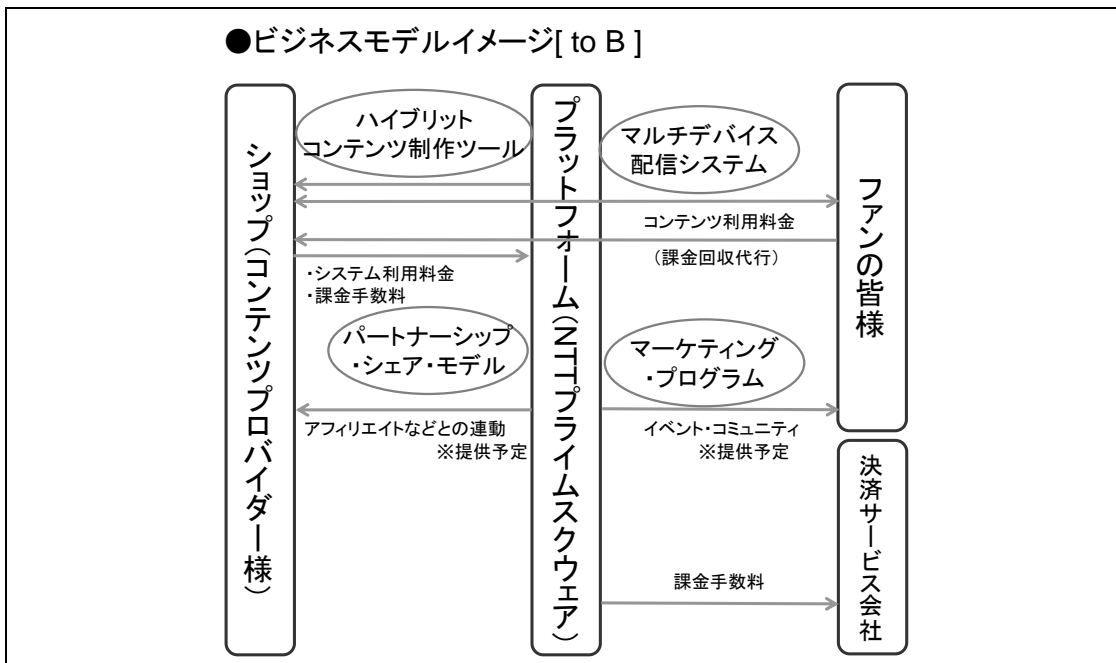 ●ビジネスモデルイメージ[ to B ]
ショップ(コンテンツプロバイダー様)
ハイブリット
コンテンツ制作ツール
・システム利用料金
・課金手数料
パートナーシップ
・シェア・モデル
アフィリエイトなどとの連動
※提供予定
プラットフォーム(NTTプライムスクウェア)
マルチデバイス
配信システム
コンテンツ利用料金
(課金回収代行)
マーケティング
・プログラム
イベント・コミュニティ
※提供予定
課金手数料
ファンの皆様
決済サービス会社